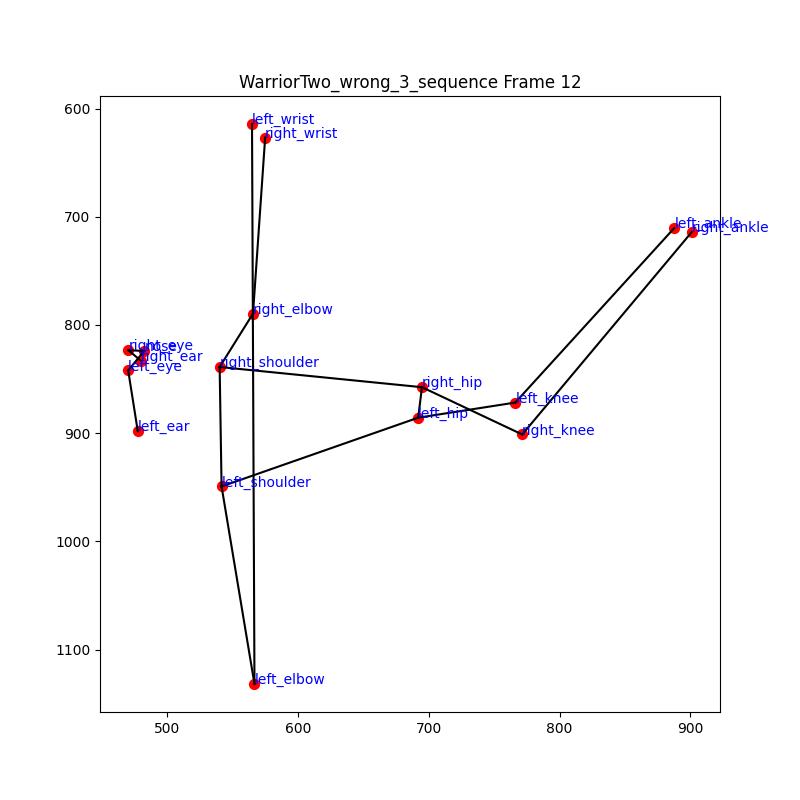 WarriorTwo_wrong_3_sequence Frame 12
600
left_wrist
right_wrist
700
left_ankle
right_ankle
right_elbow
800
right_eye
nose
right_ear
left_eye
right_shoulder
right_hip
left_knee
left_hip
900
left_ear
right_knee
left_shoulder
1000
1100
left_elbow
500 600 700 800 900